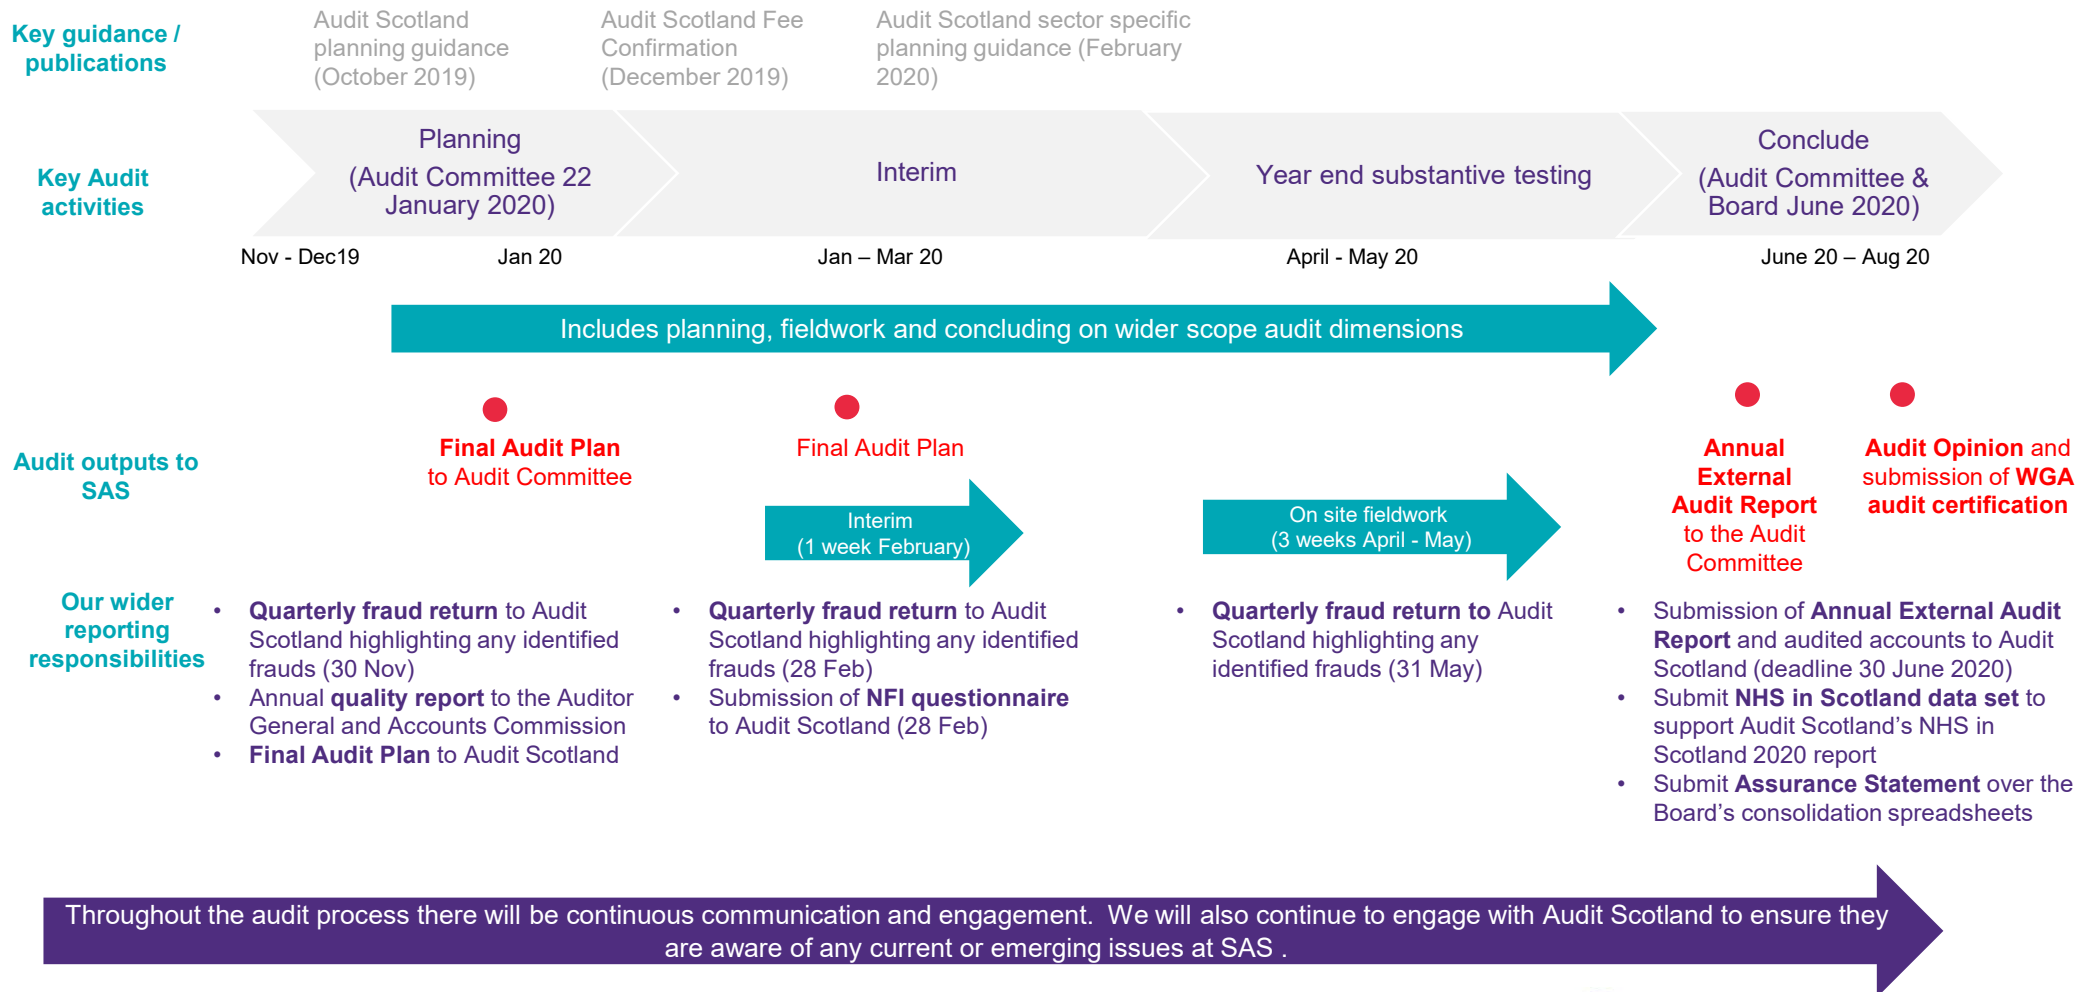 Key guidance /
publications
Audit Scotland
planning guidance
(October 2019)
Audit Scotland Fee
Confirmation
(December 2019)
Audit Scotland sector specific
planning guidance (February
2020)
Key Audit
activities
Planning
(Audit Committee 22
January 2020)
Interim
Year end substantive testing
Conclude
(Audit Committee &
Board June 2020)
Nov - Dec19
Jan 20
Jan – Mar 20
April - May 20
June 20 – Aug 20
Includes planning, fieldwork and concluding on wider scope audit dimensions
Audit outputs to
SAS
Final Audit Plan
to Audit Committee
Final Audit Plan
Interim
(1 week February)
On site fieldwork
(3 weeks April - May)
Annual
External
Audit Report
to the Audit
Committee
Audit Opinion and
submission of WGA
audit certification
Our wider
reporting
responsibilities
• Quarterly fraud return to Audit
Scotland highlighting any identified
frauds (30 Nov)
• Annual quality report to the Auditor
General and Accounts Commission
• Final Audit Plan to Audit Scotland
• Quarterly fraud return to Audit
Scotland highlighting any identified
frauds (28 Feb)
• Submission of NFI questionnaire
to Audit Scotland (28 Feb)
• Quarterly fraud return to Audit
Scotland highlighting any
identified frauds (31 May)
• Submission of Annual External Audit
Report and audited accounts to Audit
Scotland (deadline 30 June 2020)
• Submit NHS in Scotland data set to
support Audit Scotland’s NHS in
Scotland 2020 report
• Submit Assurance Statement over the
Board’s consolidation spreadsheets
Throughout the audit process there will be continuous communication and engagement.  We will also continue to engage with Audit Scotland to ensure they
are aware of any current or emerging issues at SAS .